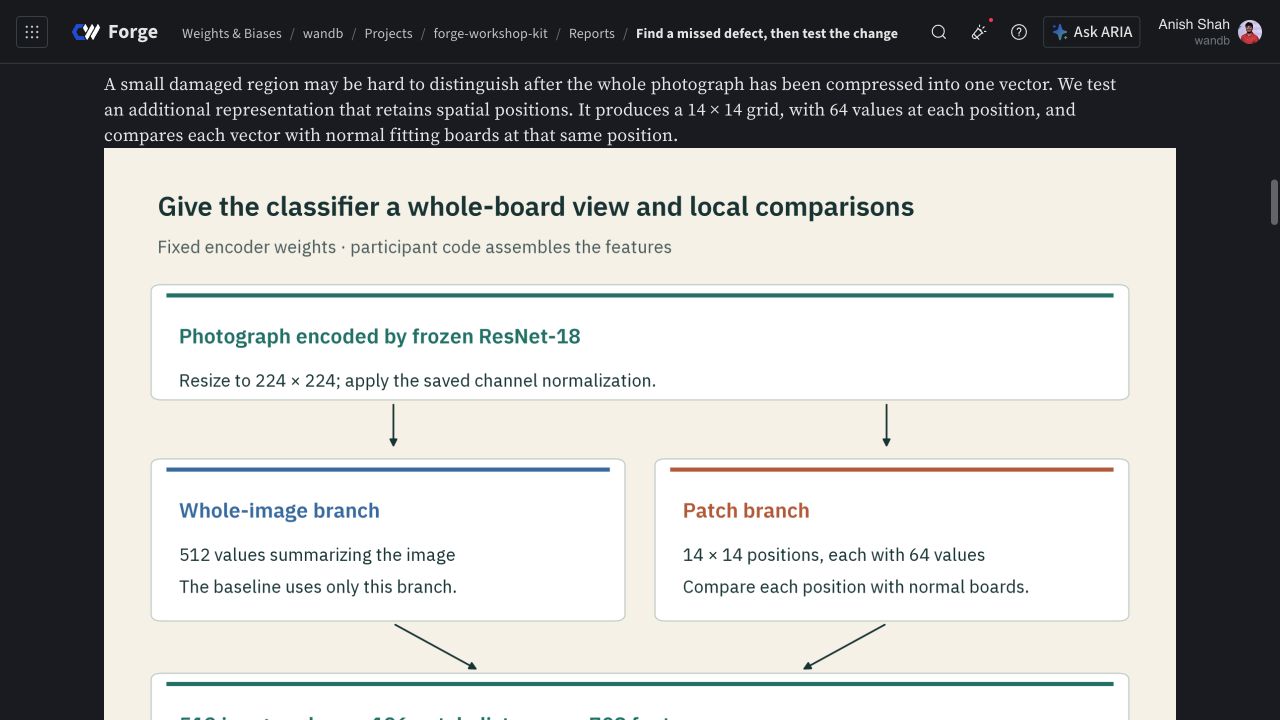 Forge
Weights & Biases / wandb / Projects / forge-workshop-kit / Reports / Find a missed defect, then test the change
Ask ARIA
Anish Shah
wandb
A small damaged region may be hard to distinguish after the whole photograph has been compressed into one vector. We test
an additional representation that retains spatial positions. It produces a 14 × 14 grid, with 64 values at each position, and
compares each vector with normal fitting boards at that same position.
Give the classifier a whole-board view and local comparisons
Fixed encoder weights · participant code assembles the features
Photograph encoded by frozen ResNet-18
Resize to 224 × 224; apply the saved channel normalization.
Whole-image branch
512 values summarizing the image
The baseline uses only this branch.
Patch branch
14 × 14 positions, each with 64 values
Compare each position with normal boards.